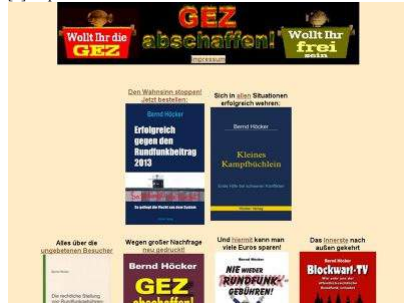 Wollt Ihr die
GEZ
GEZ
abschaffen!
Impressum
Wollt Ihr
frei
sein
Den Wahnsinn stoppen!
Jetzt bestellen:
Sich in allen Situationen
erfolgreich wehren:
Bernd Höcker
Erfolgreich
gegen den
Rundfunkbeitrag
2013
Bernd Höcker
Kleines
Kampfbüchlein
Alles über die
ungebetenen Besucher
Wegen großer Nachfrage
neu gedruckt!
Und hiermit kann man
viele Euros sparen!
Das Innerste nach
außen gekehrt
Die rechtliche Stellung
Bernd Höcker
GEZ
abschaffen!
Bernd Höcker
NIE WIEDER
RUNDFUNK-
GEBÜHREN!
Bernd Höcker
Blockwart-TV